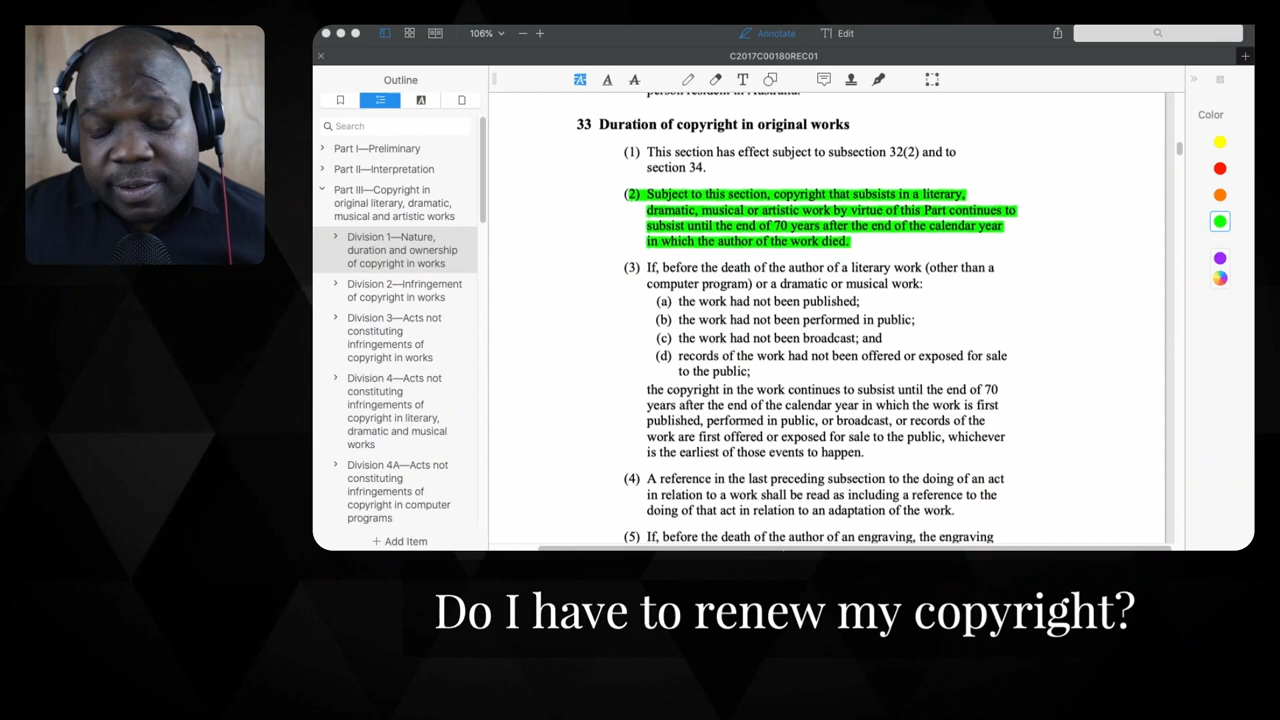 106%
Annotate
Edit
C2017C00180REC01
Outline
Search
Part I—Preliminary
Part II—Interpretation
Part III—Copyright in
original literary, dramatic,
musical and artistic works
Division 1—Nature,
duration and ownership
of copyright in works
Division 2—Infringement
of copyright in works
Division 3—Acts not
constituting
infringements of
copyright in works
Division 4—Acts not
constituting
infringements of
copyright in literary,
dramatic and musical
works
Division 4A—Acts not
constituting
infringements of
copyright in computer
programs
+ Add Item
person resident in Australia.
33 Duration of copyright in original works
(1) This section has effect subject to subsection 32(2) and to
section 34.
(2) Subject to this section, copyright that subsists in a literary,
dramatic, musical or artistic work by virtue of this Part continues to
subsist until the end of 70 years after the end of the calendar year
in which the author of the work died.
(3) If, before the death of the author of a literary work (other than a
computer program) or a dramatic or musical work:
(a) the work had not been published;
(b) the work had not been performed in public;
(c) the work had not been broadcast; and
(d) records of the work had not been offered or exposed for sale
to the public;
the copyright in the work continues to subsist until the end of 70
years after the end of the calendar year in which the work is first
published, performed in public, or broadcast, or records of the
work are first offered or exposed for sale to the public, whichever
is the earliest of those events to happen.
(4) A reference in the last preceding subsection to the doing of an act
in relation to a work shall be read as including a reference to the
doing of that act in relation to an adaptation of the work.
(5) If, before the death of the author of an engraving, the engraving
Color
Do I have to renew my copyright?